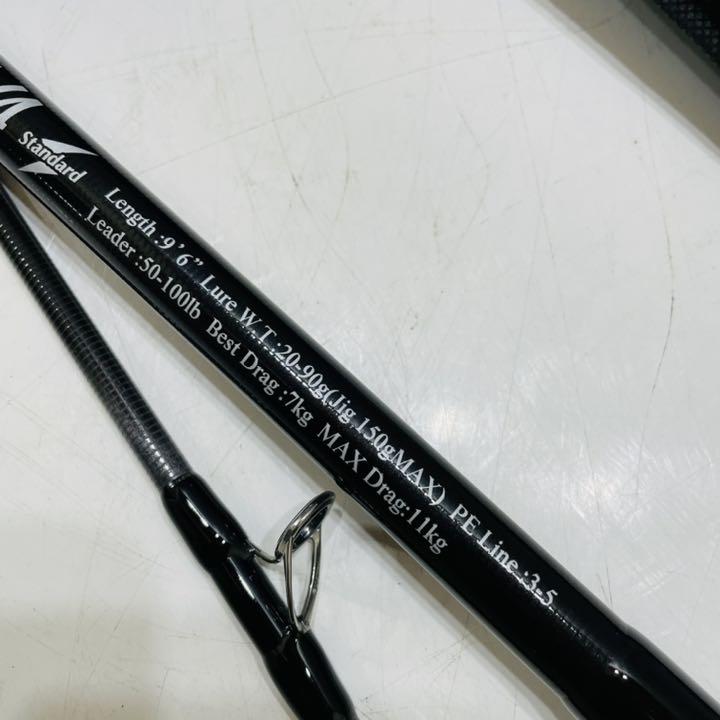 Standard
Length :9' 6" Lure W.T.:20-90g(Jig 150gMAX) PE Line :3-5
Leader :50-100lb Best Drag :7kg MAX Drag:11kg